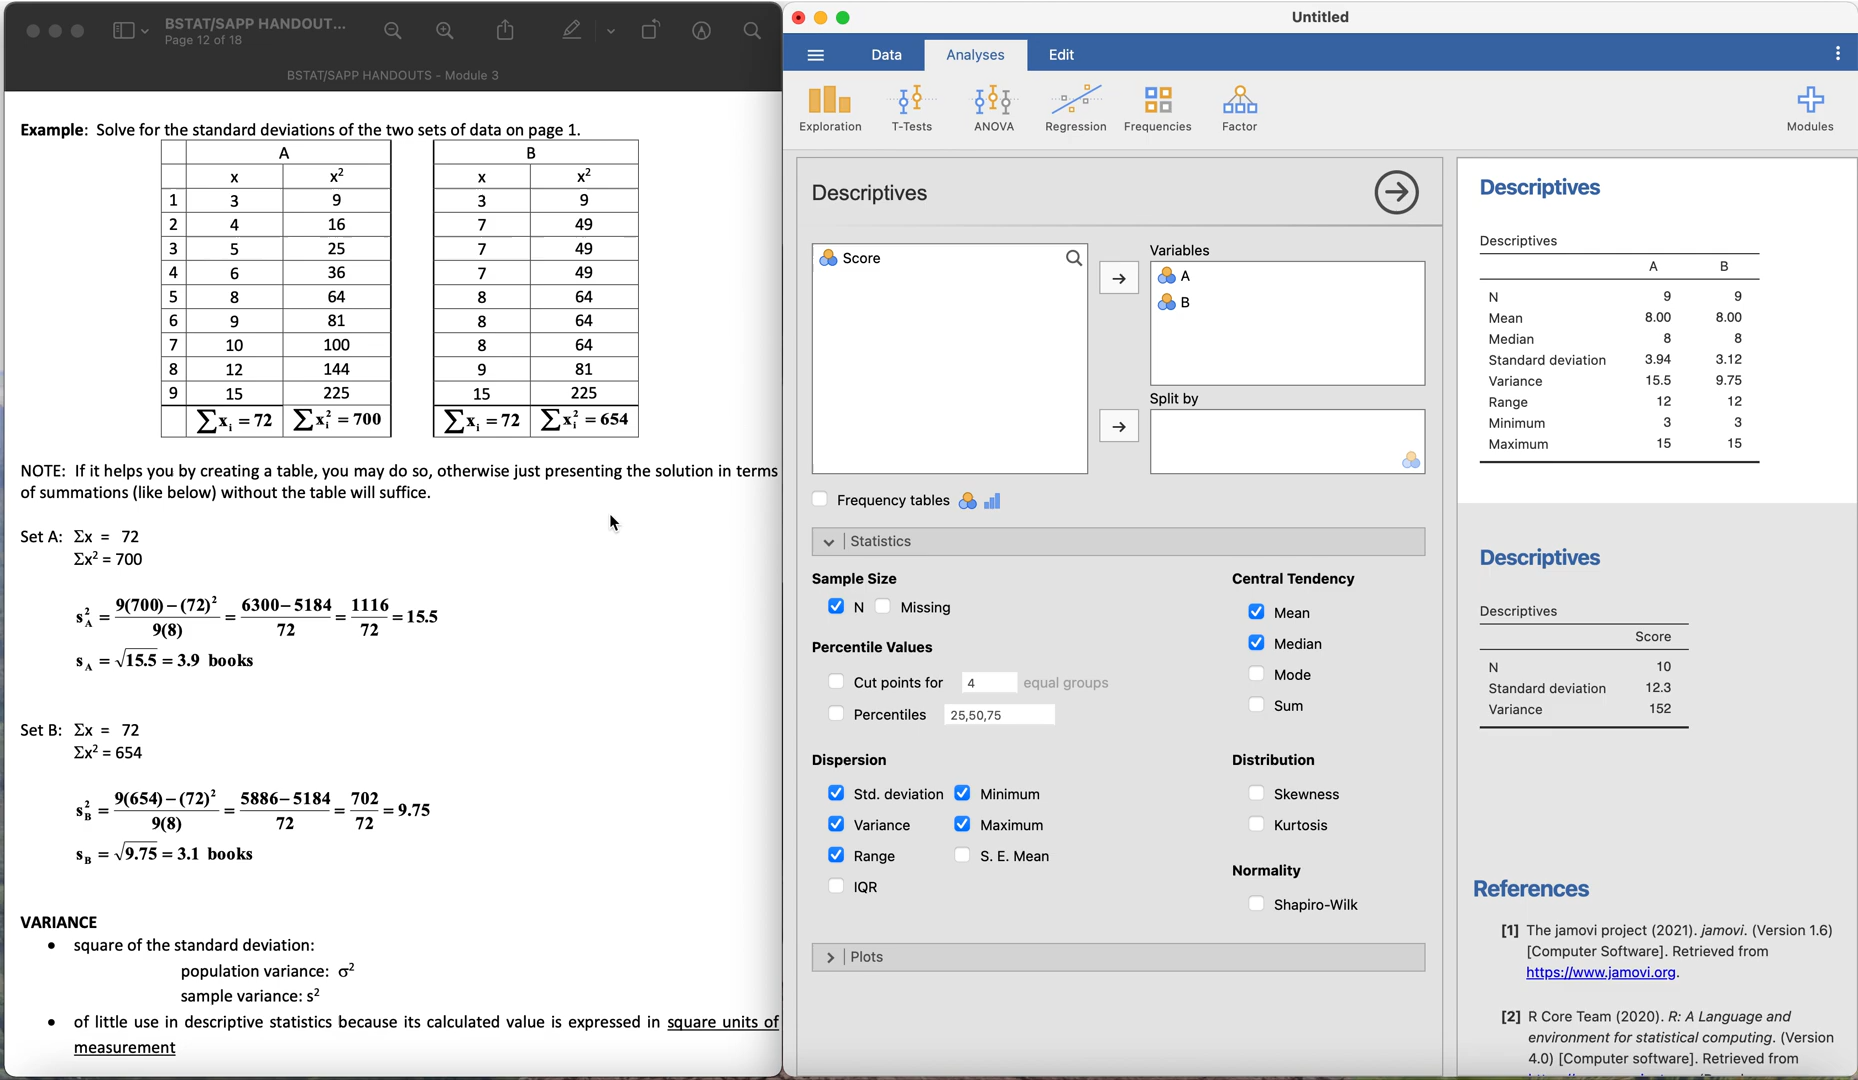 BSTAT/SAPP HANDOUT...
Page 12 of 18
BSTAT/SAPP HANDOUTS - Module 3
Example: Solve for the standard deviations of the two sets of data on page 1.
A B
x x² x x²
1 3 9 3 9
2 4 16 7 49
3 5 25 7 49
4 6 36 7 49
5 8 64 8 64
6 9 81 8 64
7 10 100 8 64
8 12 144 9 81
9 15 225 15 225
∑xᵢ = 72 ∑xᵢ² = 700 ∑xᵢ = 72 ∑xᵢ² = 654
NOTE: If it helps you by creating a table, you may do so, otherwise just presenting the solution in terms
of summations (like below) without the table will suffice.
Set A: Σx = 72
Σx² = 700
s²A = 9(700) – (72)² / 9(8) = 6300 – 5184 / 72 = 1116 / 72 = 15.5
sA = √15.5 = 3.9 books
Set B: Σx = 72
Σx² = 654
s²B = 9(654) – (72)² / 9(8) = 5886 – 5184 / 72 = 702 / 72 = 9.75
sB = √9.75 = 3.1 books
VARIANCE
• square of the standard deviation:
population variance: σ²
sample variance: s²
• of little use in descriptive statistics because its calculated value is expressed in square units of
measurement
Untitled
Data Analyses Edit
Exploration T-Tests ANOVA Regression Frequencies Factor Modules
Descriptives
Score
Variables
A
B
Split by
Frequency tables
Statistics
Sample Size
N Missing
Percentile Values
Cut points for 4 equal groups
Percentiles 25,50,75
Dispersion
Std. deviation Minimum
Variance Maximum
Range S. E. Mean
IQR
Central Tendency
Mean
Median
Mode
Sum
Distribution
Skewness
Kurtosis
Normality
Shapiro-Wilk
Plots
Descriptives
Descriptives
A B
N 9 9
Mean 8.00 8.00
Median 8 8
Standard deviation 3.94 3.12
Variance 15.5 9.75
Range 12 12
Minimum 3 3
Maximum 15 15
Descriptives
Descriptives
Score
N 10
Standard deviation 12.3
Variance 152
References
[1] The jamovi project (2021). jamovi. (Version 1.6)
[Computer Software]. Retrieved from
https://www.jamovi.org.
[2] R Core Team (2020). R: A Language and
environment for statistical computing. (Version
4.0) [Computer software]. Retrieved from